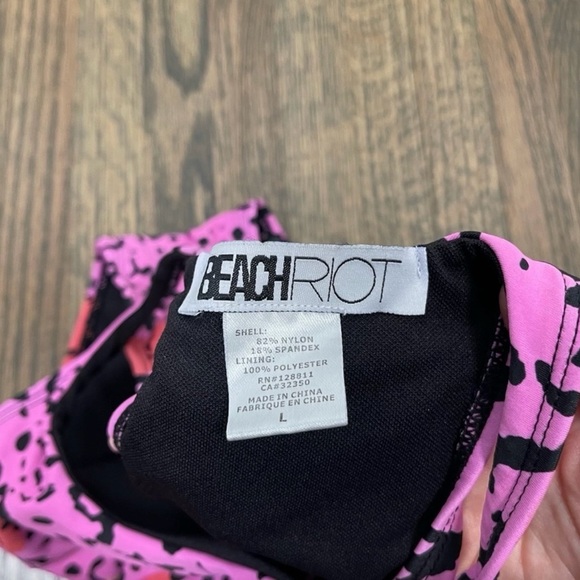 BEACHRIOT
SHELL:
82% NYLON
18% SPANDEX
LINING:
100% POLYESTER
RN#128811
CA#32350
MADE IN CHINA
FABRIQUE EN CHINE
L